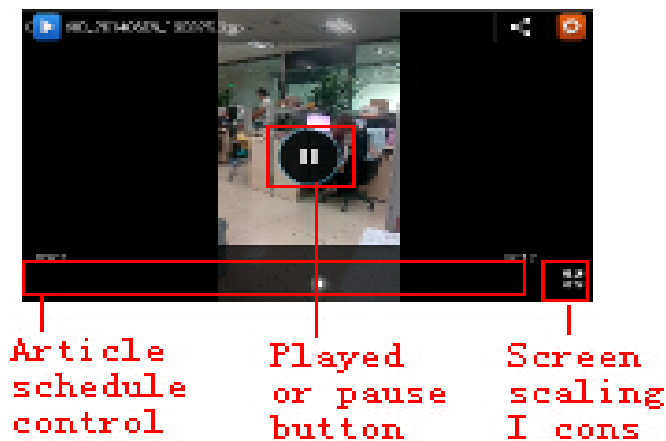 Article
schedule
control
Played
or pause
button
Screen
scaling
I cons